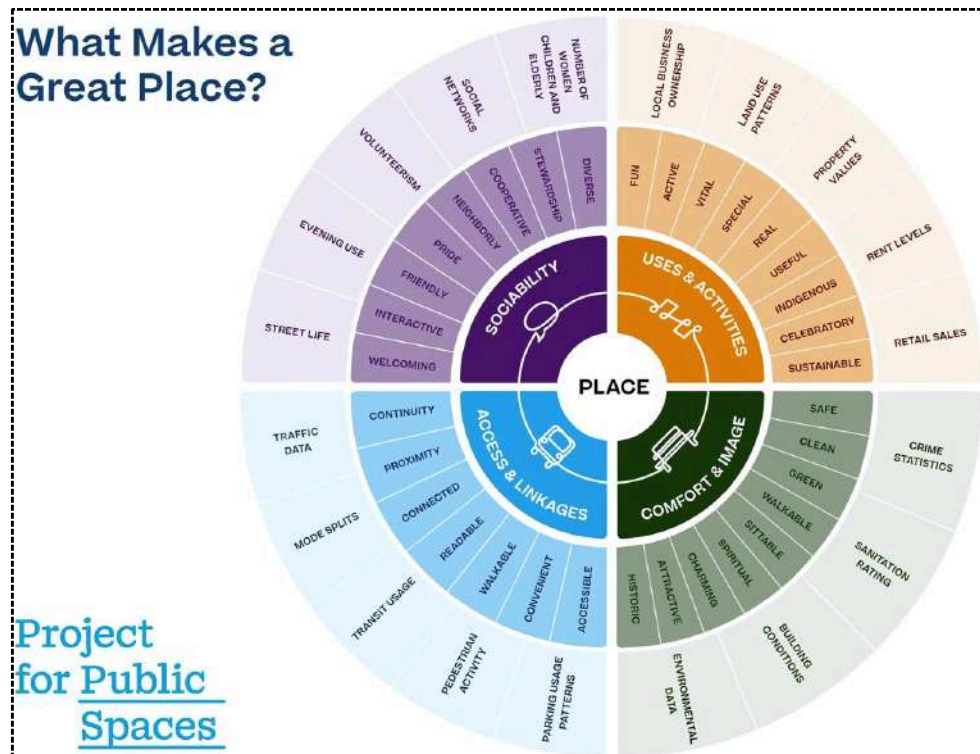 What Makes a
Great Place?
NUMBER OF
WOMEN
CHILDREN AND
ELDERLY
SOCIAL
NETWORKS
VOLUNTEERISM
EVENING USE
STREET LIFE
DIVERSE
STEWARDSHIP
COOPERATIVE
NEIGHBORLY
PRIDE
FRIENDLY
INTERACTIVE
WELCOMING
SOCIABILITY
LOCAL BUSINESS
OWNERSHIP
LAND USE
PATTERNS
PROPERTY
VALUES
RENT LEVELS
RETAIL SALES
FUN
ACTIVE
VITAL
SPECIAL
REAL
USEFUL
INDIGENOUS
CELEBRATORY
SUSTAINABLE
USES & ACTIVITIES
PLACE
ACCESS & LINKAGES
CONTINUITY
PROXIMITY
CONNECTED
READABLE
WALKABLE
CONVENIENT
ACCESSIBLE
TRAFFIC
DATA
MODE SPLITS
TRANSIT USAGE
PEDESTRIAN
ACTIVITY
PARKING USAGE
PATTERNS
COMFORT & IMAGE
SAFE
CLEAN
GREEN
WALKABLE
SITTABLE
SPIRITUAL
CHARMING
ATTRACTIVE
HISTORIC
CRIME
STATISTICS
SANITATION
RATING
BUILDING
CONDITIONS
ENVIRONMENTAL
DATA
Project
for Public
Spaces